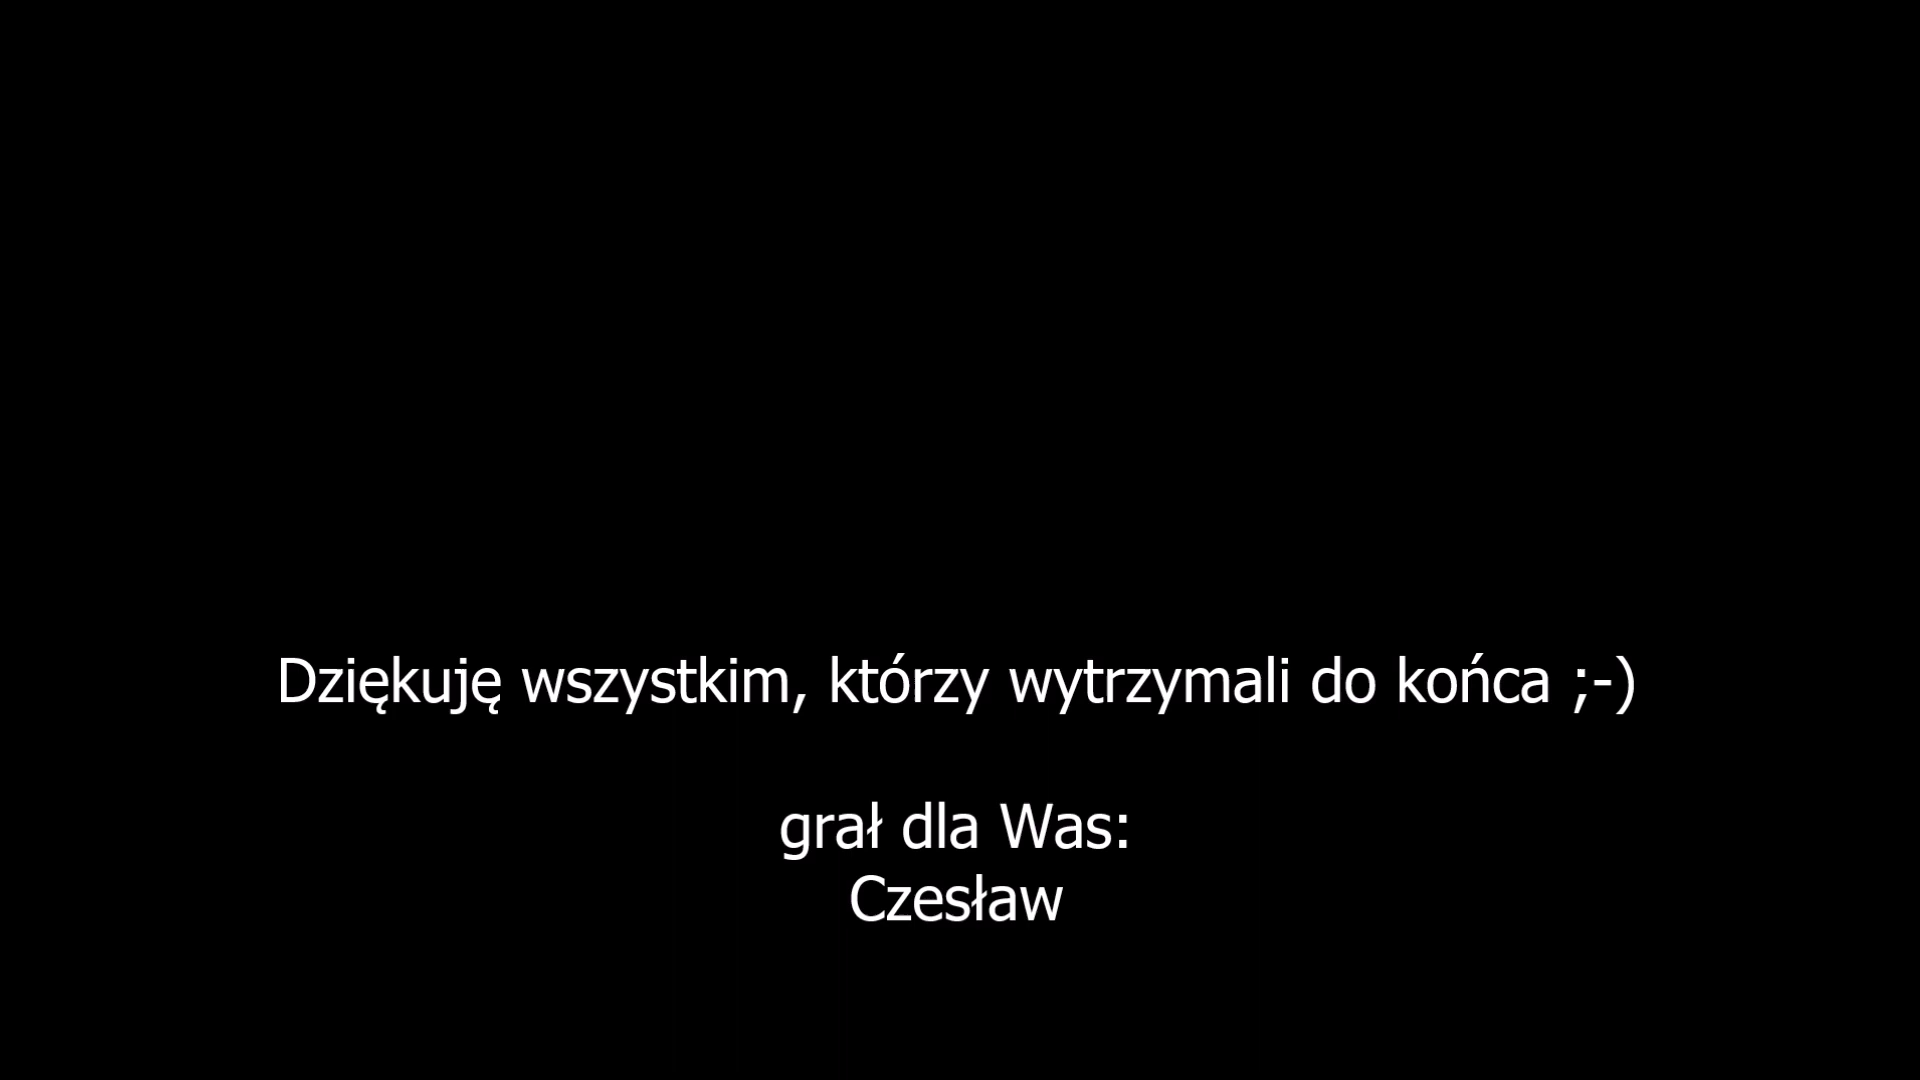 Dziękuję wszystkim, którzy wytrzymali do końca ;-)
grał dla Was:
Czesław